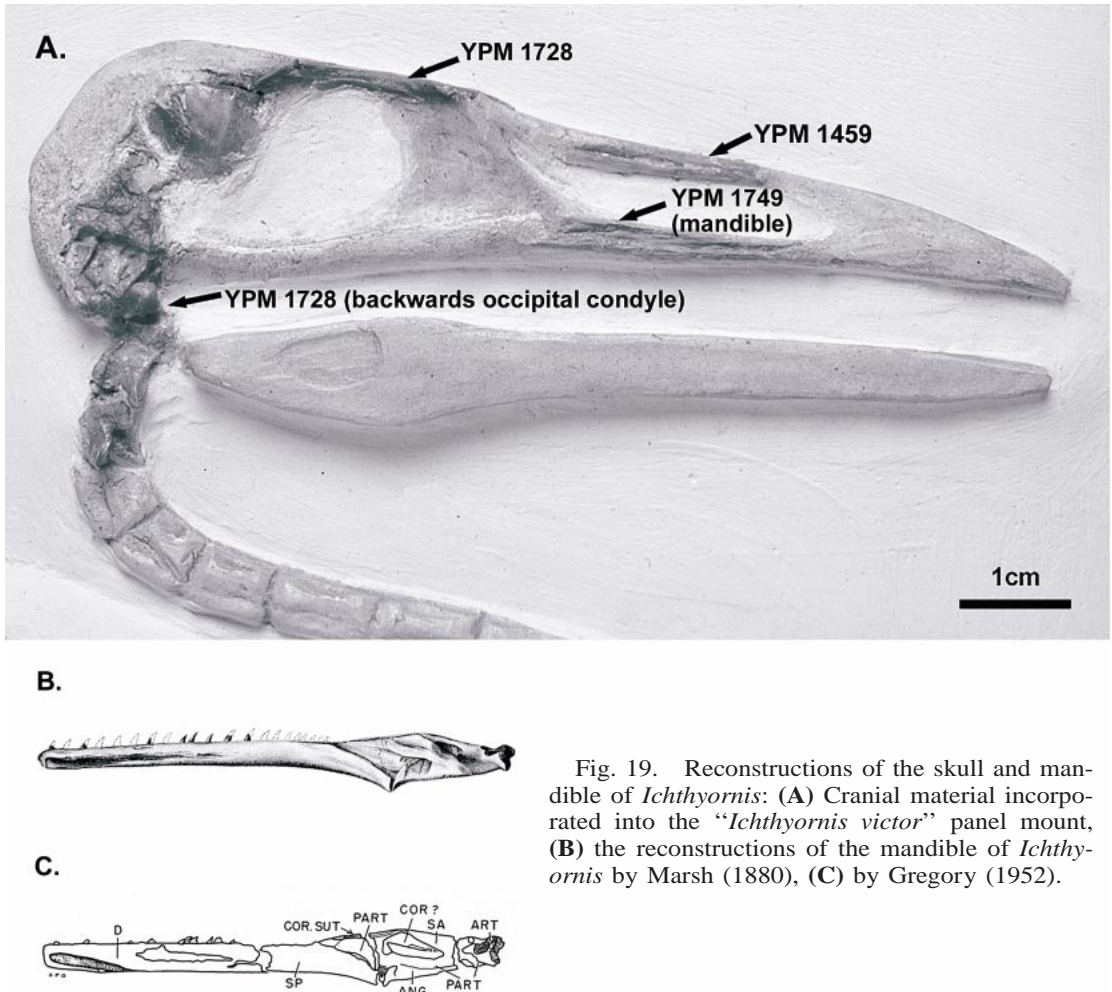 A.
YPM 1728
YPM 1459
YPM 1749
(mandible)
YPM 1728 (backwards occipital condyle)
1cm
B.
Fig. 19. Reconstructions of the skull and man-
dible of Ichthyornis: (A) Cranial material incorpo-
rated into the “Ichthyornis victor” panel mount,
(B) the reconstructions of the mandible of Ichthy-
ornis by Marsh (1880), (C) by Gregory (1952).
C.
D
COR. SUT
PART
COR ?
SA
ART
SP
ANG
PART